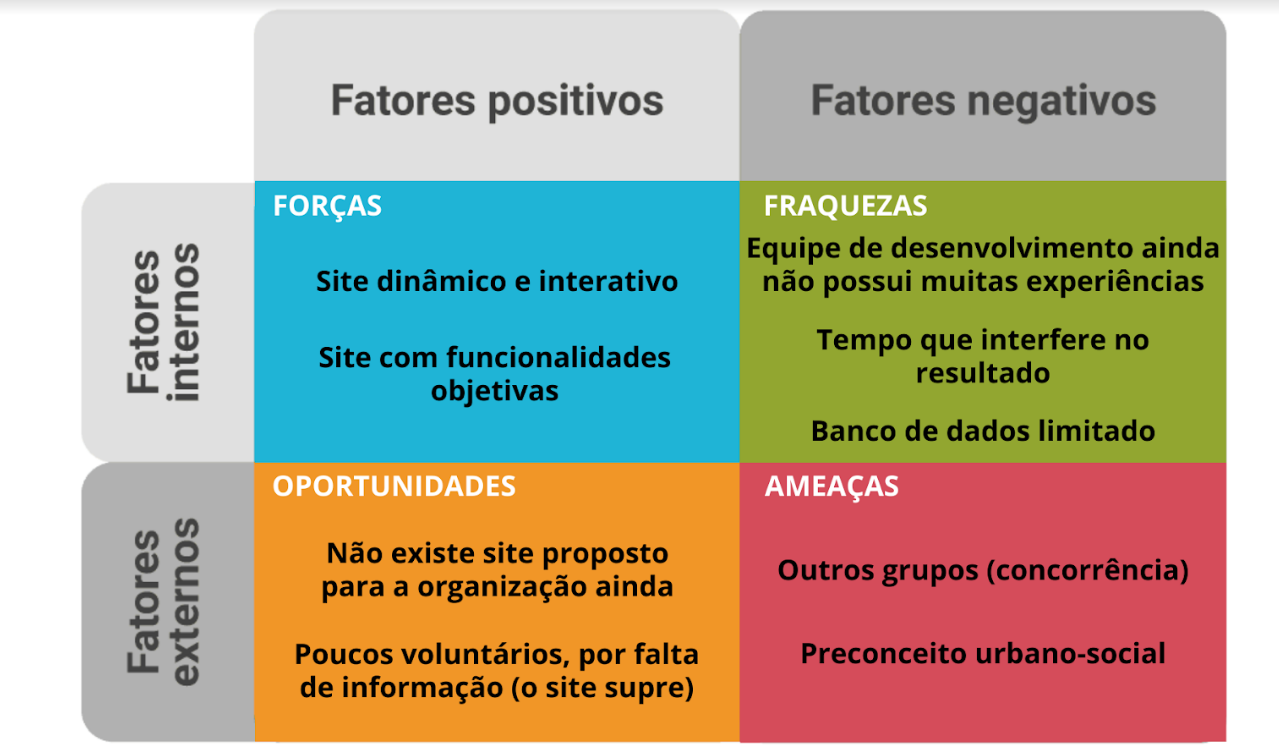 Fatores positivos
Fatores negativos
Fatores
internos
FORÇAS
Site dinâmico e interativo
Site com funcionalidades
objetivas
FRAQUEZAS
Equipe de desenvolvimento ainda
não possui muitas experiências
Tempo que interfere no
resultado
Banco de dados limitado
Fatores
externos
OPORTUNIDADES
Não existe site proposto
para a organização ainda
Poucos voluntários, por falta
de informação (o site supre)
AMEAÇAS
Outros grupos (concorrência)
Preconceito urbano-social